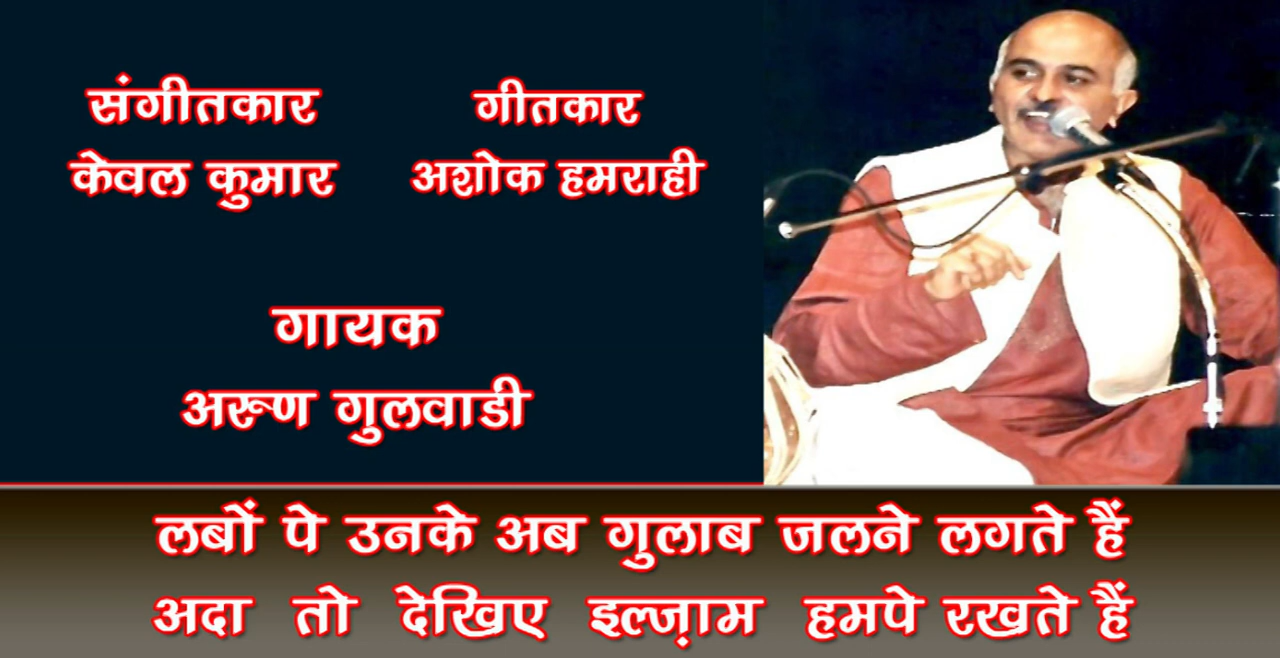 संगीतकार
केवल कुमार
गीतकार
अशोक हमराही
गायक
अरूण गुलवाडी
लबों पे उनके अब गुलाब जलने लगते हैं
अदा तो देखिए इल्ज़ाम हमपे रखते हैं